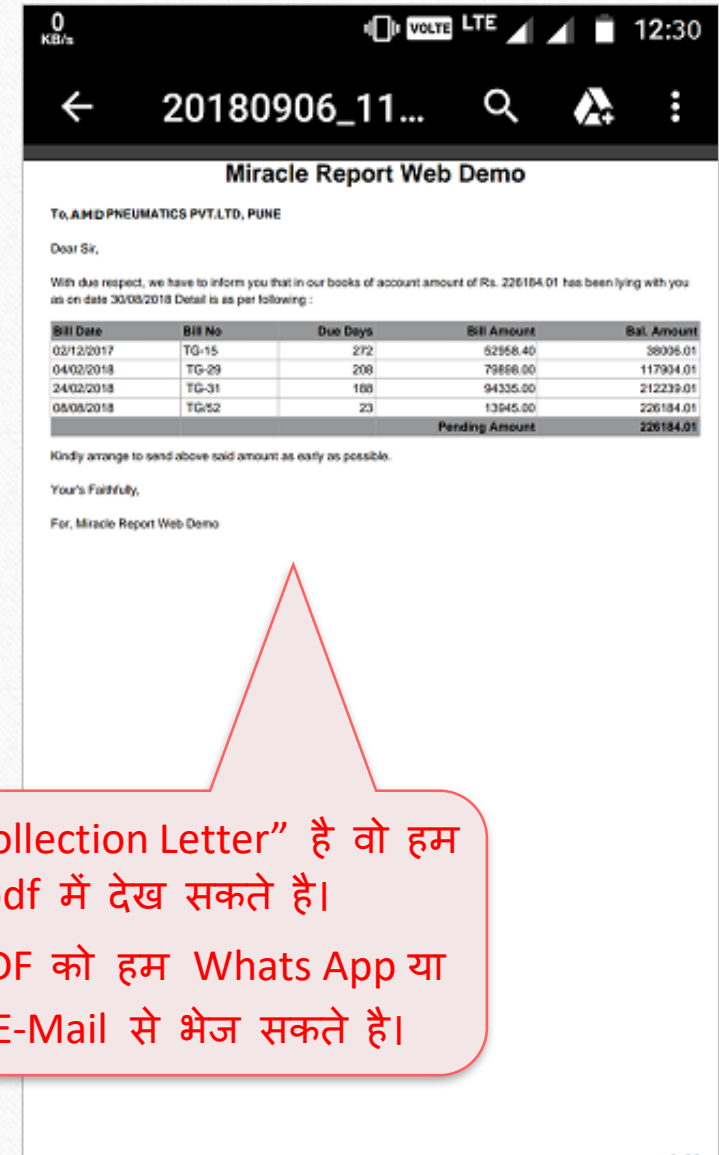 0
KB/s
VOLTE LTE 12:30
20180906_11...
Miracle Report Web Demo
To, AMD PNEUMATICS PVT.LTD, PUNE
Dear Sir,
With due respect, we have to inform you that in our books of account amount of Rs. 226184.01 has been lying with you
as on date 30/08/2018 Detail is as per following :
Bill Date Bill No Due Days Bill Amount Bal. Amount
02/12/2017 TG-15 272 52958.40 38006.01
04/02/2018 TG-29 208 79898.00 117904.01
24/02/2018 TG-31 188 94335.00 212239.01
08/08/2018 TG/52 23 13945.00 226184.01
Pending Amount 226184.01
Kindly arrange to send above said amount as early as possible.
Your's Faithfully,
For, Miracle Report Web Demo
ollection Letter” है वो हम
df में देख सकते है।
DF को हम Whats App या
E-Mail से भेज सकते है।